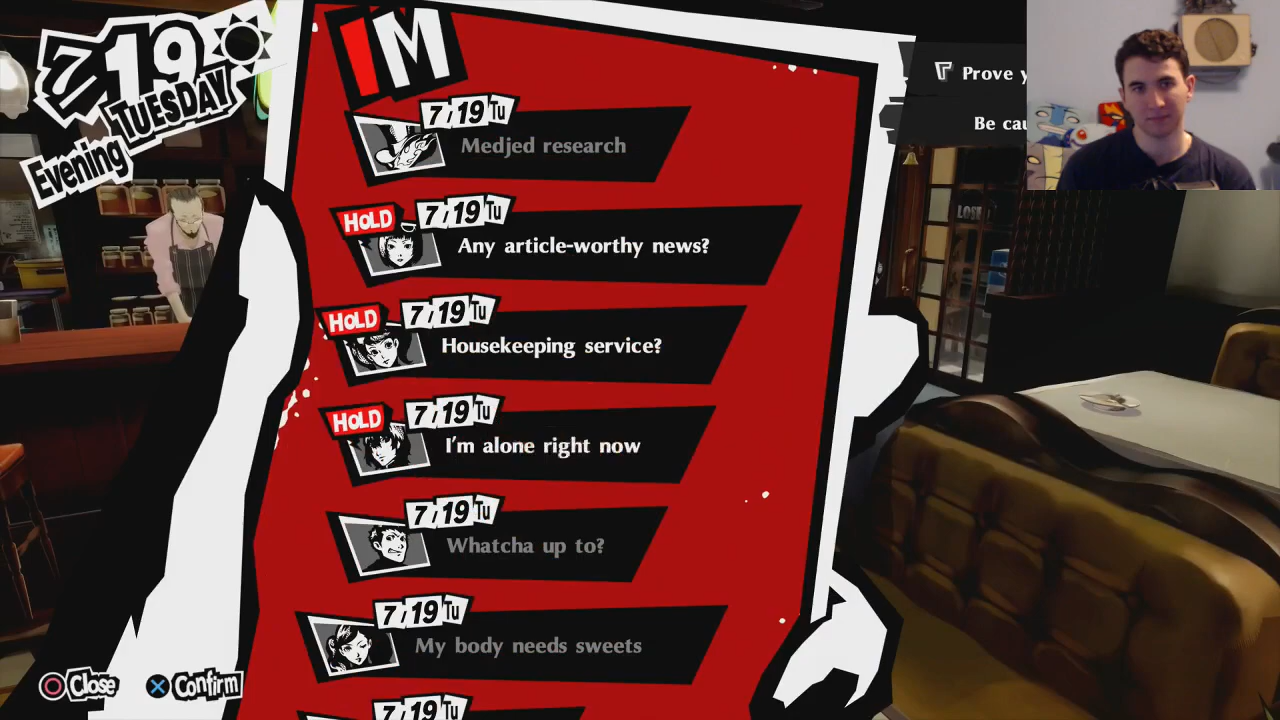 7/19
TUESDAY
Evening
IM
7/19 Tu
Medjed research
HOLD 7/19 Tu
Any article-worthy news?
HOLD 7/19 Tu
Housekeeping service?
HOLD 7/19 Tu
I'm alone right now
7/19 Tu
Whatcha up to?
7/19 Tu
My body needs sweets
7/19 Tu
Prove y
Be cau
Close
Confirm